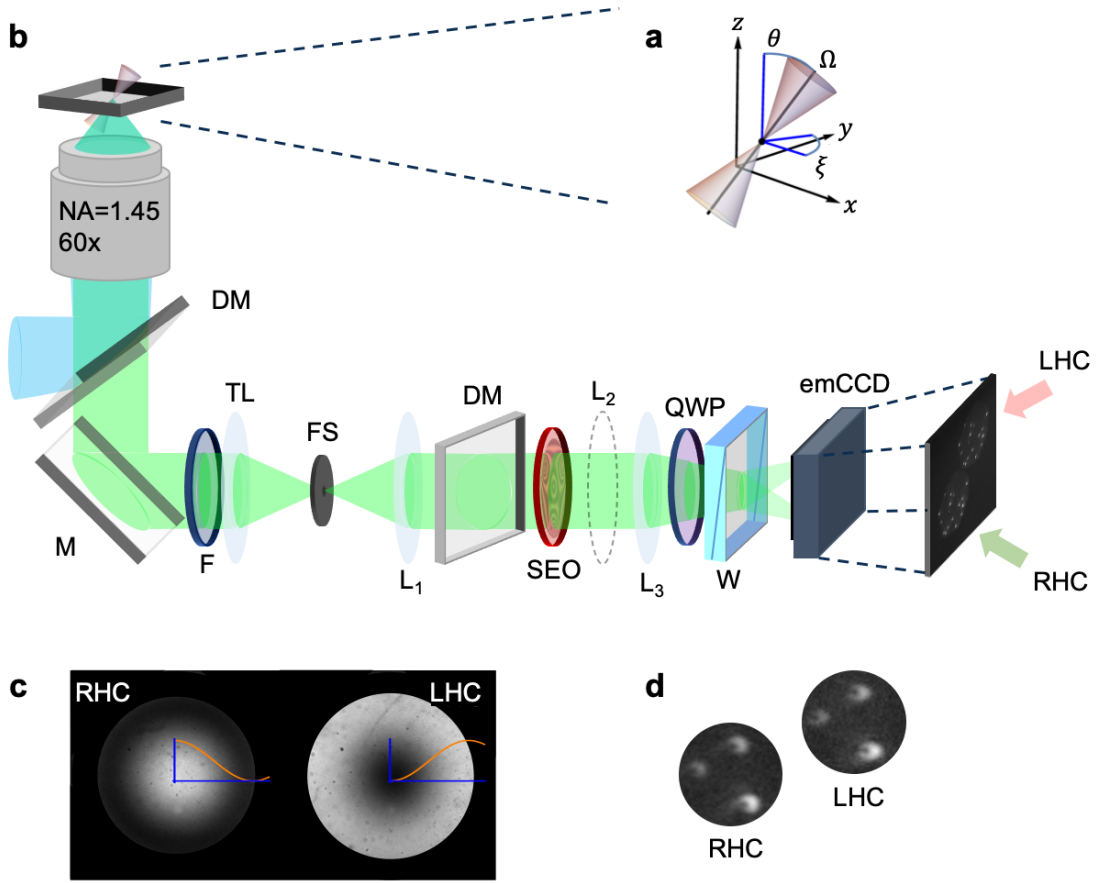 b
a
z
θ
Ω
y
ξ
x
NA=1.45
60x
DM
TL
FS
DM
L₂
QWP
emCCD
LHC
M
F
L₁
SEO
L₃
W
RHC
c
RHC
LHC
d
LHC
RHC